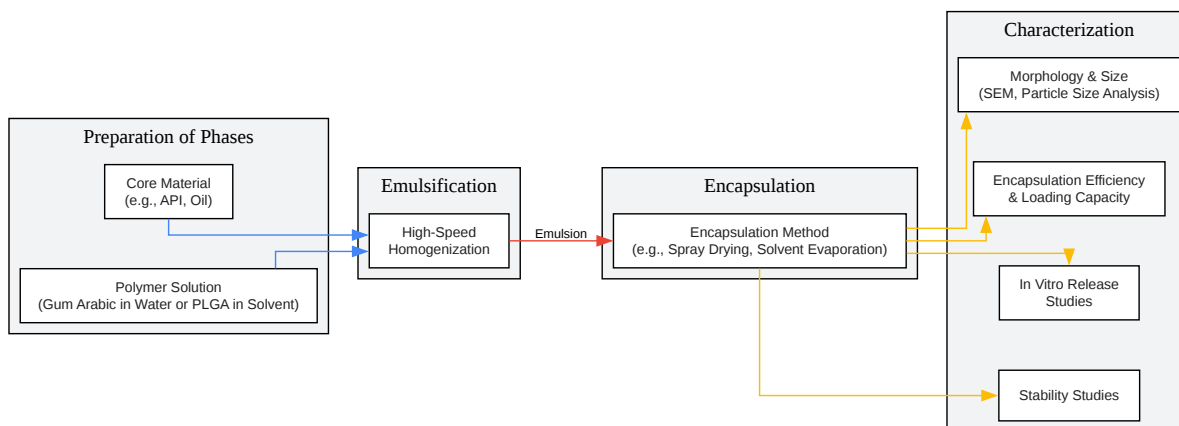 Preparation of Phases
Core Material
(e.g., API, Oil)
Polymer Solution
(Gum Arabic in Water or PLGA in Solvent)
Emulsification
High-Speed
Homogenization
Emulsion
Encapsulation
Encapsulation Method
(e.g., Spray Drying, Solvent Evaporation)
Characterization
Morphology & Size
(SEM, Particle Size Analysis)
Encapsulation Efficiency
& Loading Capacity
In Vitro Release
Studies
Stability Studies